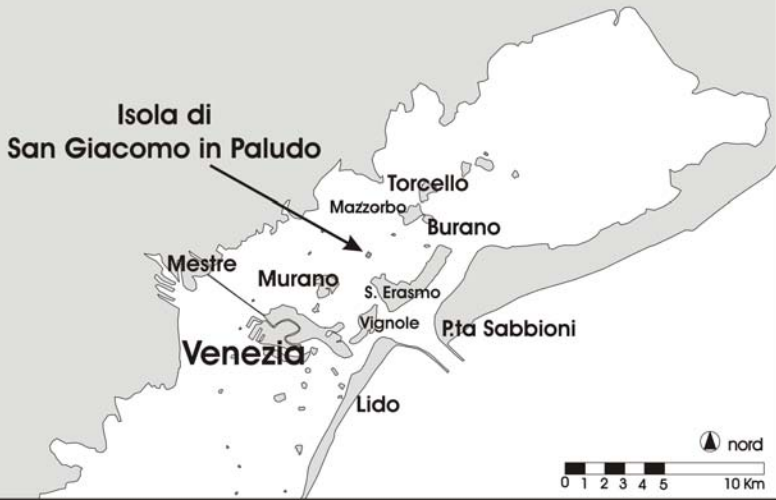 Isola di
San Giacomo in Paludo
Torcello
Mazzorbo
Burano
Mestre
Murano
S. Erasmo
Vignole
P.ta Sabbioni
Venezia
Lido
nord
0 1 2 3 4 5 10 Km